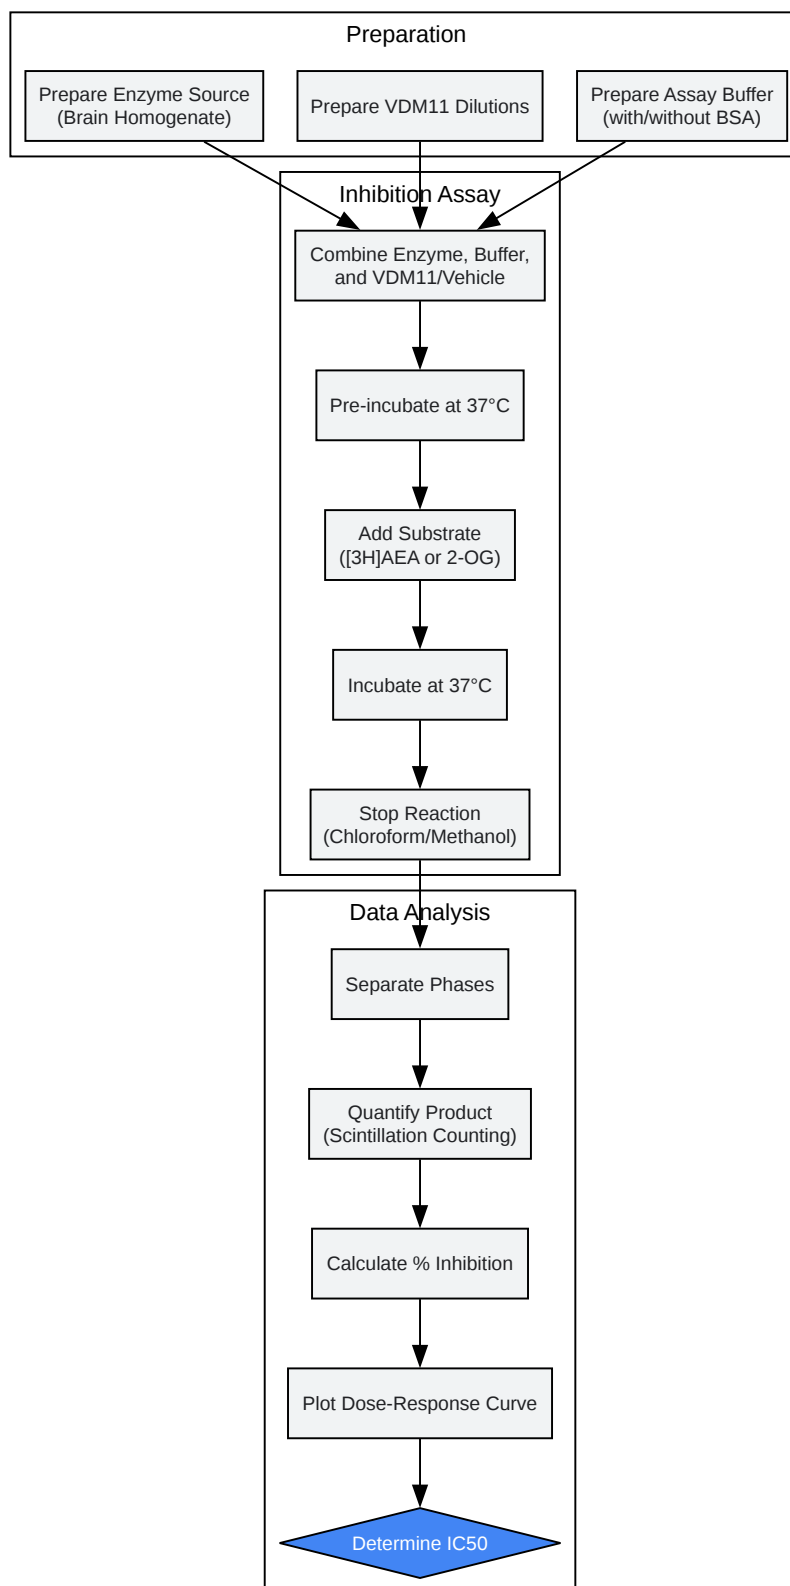 Preparation
Prepare Enzyme Source
(Brain Homogenate)
Prepare VDM11 Dilutions
Prepare Assay Buffer
(with/without BSA)
Inhibition Assay
Combine Enzyme, Buffer,
and VDM11/Vehicle
Pre-incubate at 37°C
Add Substrate
([3H]AEA or 2-OG)
Incubate at 37°C
Stop Reaction
(Chloroform/Methanol)
Data Analysis
Separate Phases
Quantify Product
(Scintillation Counting)
Calculate % Inhibition
Plot Dose-Response Curve
Determine IC50